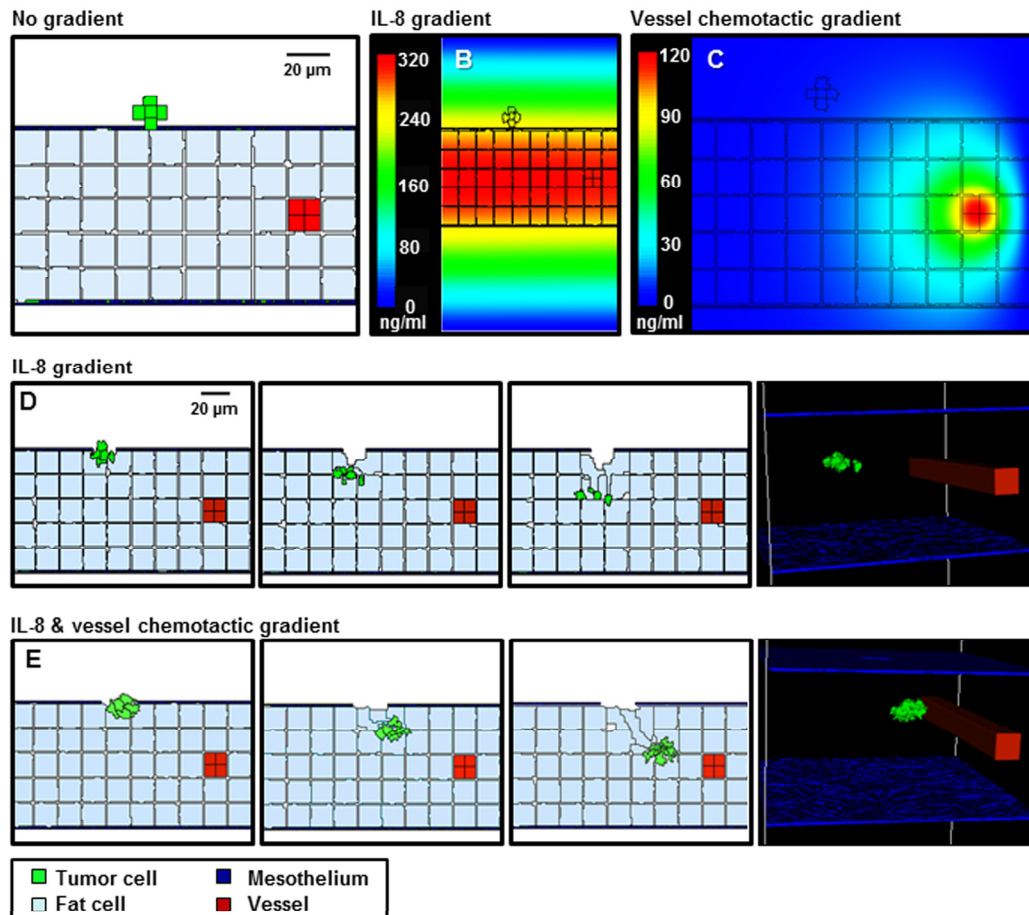 No gradient
IL-8 gradient
Vessel chemotactic gradient
20 µm
B
320
240
160
80
0
ng/ml
C
120
90
60
30
0
ng/ml
IL-8 gradient
D
20 µm
IL-8 & vessel chemotactic gradient
E
Tumor cell
Mesothelium
Fat cell
Vessel